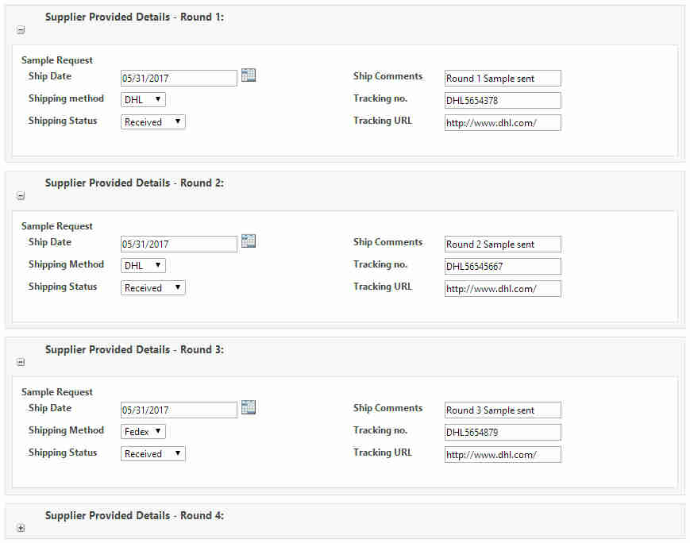 Supplier Provided Details - Round 1:
Sample Request
Ship Date 05/31/2017 Ship Comments Round 1 Sample sent
Shipping method DHL Tracking no. DHL5654378
Shipping Status Received Tracking URL http://www.dhl.com/
Supplier Provided Details - Round 2:
Sample Request
Ship Date 05/31/2017 Ship Comments Round 2 Sample sent
Shipping Method DHL Tracking no. DHL56545667
Shipping Status Received Tracking URL http://www.dhl.com/
Supplier Provided Details - Round 3:
Sample Request
Ship Date 05/31/2017 Ship Comments Round 3 Sample sent
Shipping Method Fedex Tracking no. DHL5654879
Shipping Status Received Tracking URL http://www.dhl.com/
Supplier Provided Details - Round 4: